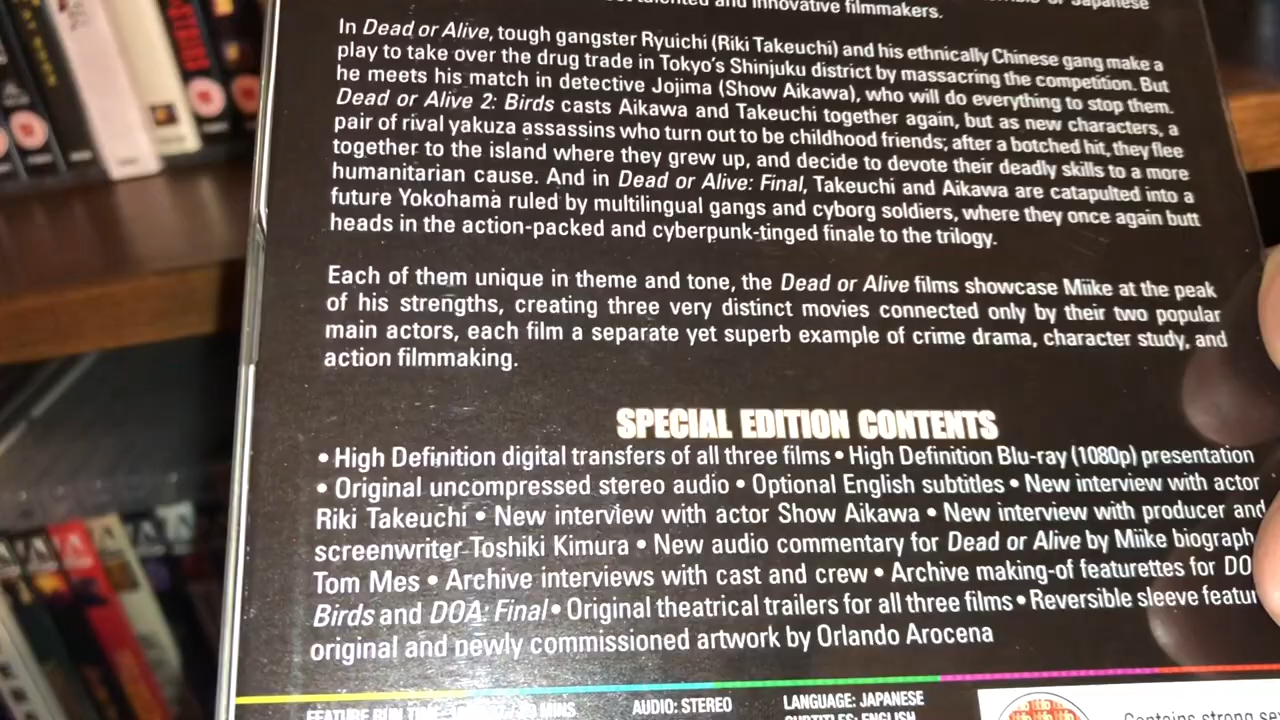 talented and innovative filmmakers.
Japanese
In Dead or Alive, tough gangster Ryuichi (Riki Takeuchi) and his ethnically Chinese gang make a
play to take over the drug trade in Tokyo's Shinjuku district by massacring the competition. But
he meets his match in detective Jojima (Show Aikawa), who will do everything to stop them.
Dead or Alive 2: Birds casts Aikawa and Takeuchi together again, but as new characters, a
pair of rival yakuza assassins who turn out to be childhood friends; after a botched hit, they flee
together to the island where they grew up, and decide to devote their deadly skills to a more
humanitarian cause. And in Dead or Alive: Final, Takeuchi and Aikawa are catapulted into a
future Yokohama ruled by multilingual gangs and cyborg soldiers, where they once again butt
heads in the action-packed and cyberpunk-tinged finale to the trilogy.
Each of them unique in theme and tone, the Dead or Alive films showcase Miike at the peak
of his strengths, creating three very distinct movies connected only by their two popular
main actors, each film a separate yet superb example of crime drama, character study, and
action filmmaking.
SPECIAL EDITION CONTENTS
• High Definition digital transfers of all three films • High Definition Blu-ray (1080p) presentation
• Original uncompressed stereo audio • Optional English subtitles • New interview with actor
Riki Takeuchi • New interview with actor Show Aikawa • New interview with producer and
screenwriter Toshiki Kimura • New audio commentary for Dead or Alive by Miike biograph
Tom Mes • Archive interviews with cast and crew • Archive making-of featurettes for DO
Birds and DOA: Final • Original theatrical trailers for all three films • Reversible sleeve featur
original and newly commissioned artwork by Orlando Arocena
AUDIO: STEREO
LANGUAGE: JAPANESE
SUBTITLES: ENGLISH
MINS
Contains strong